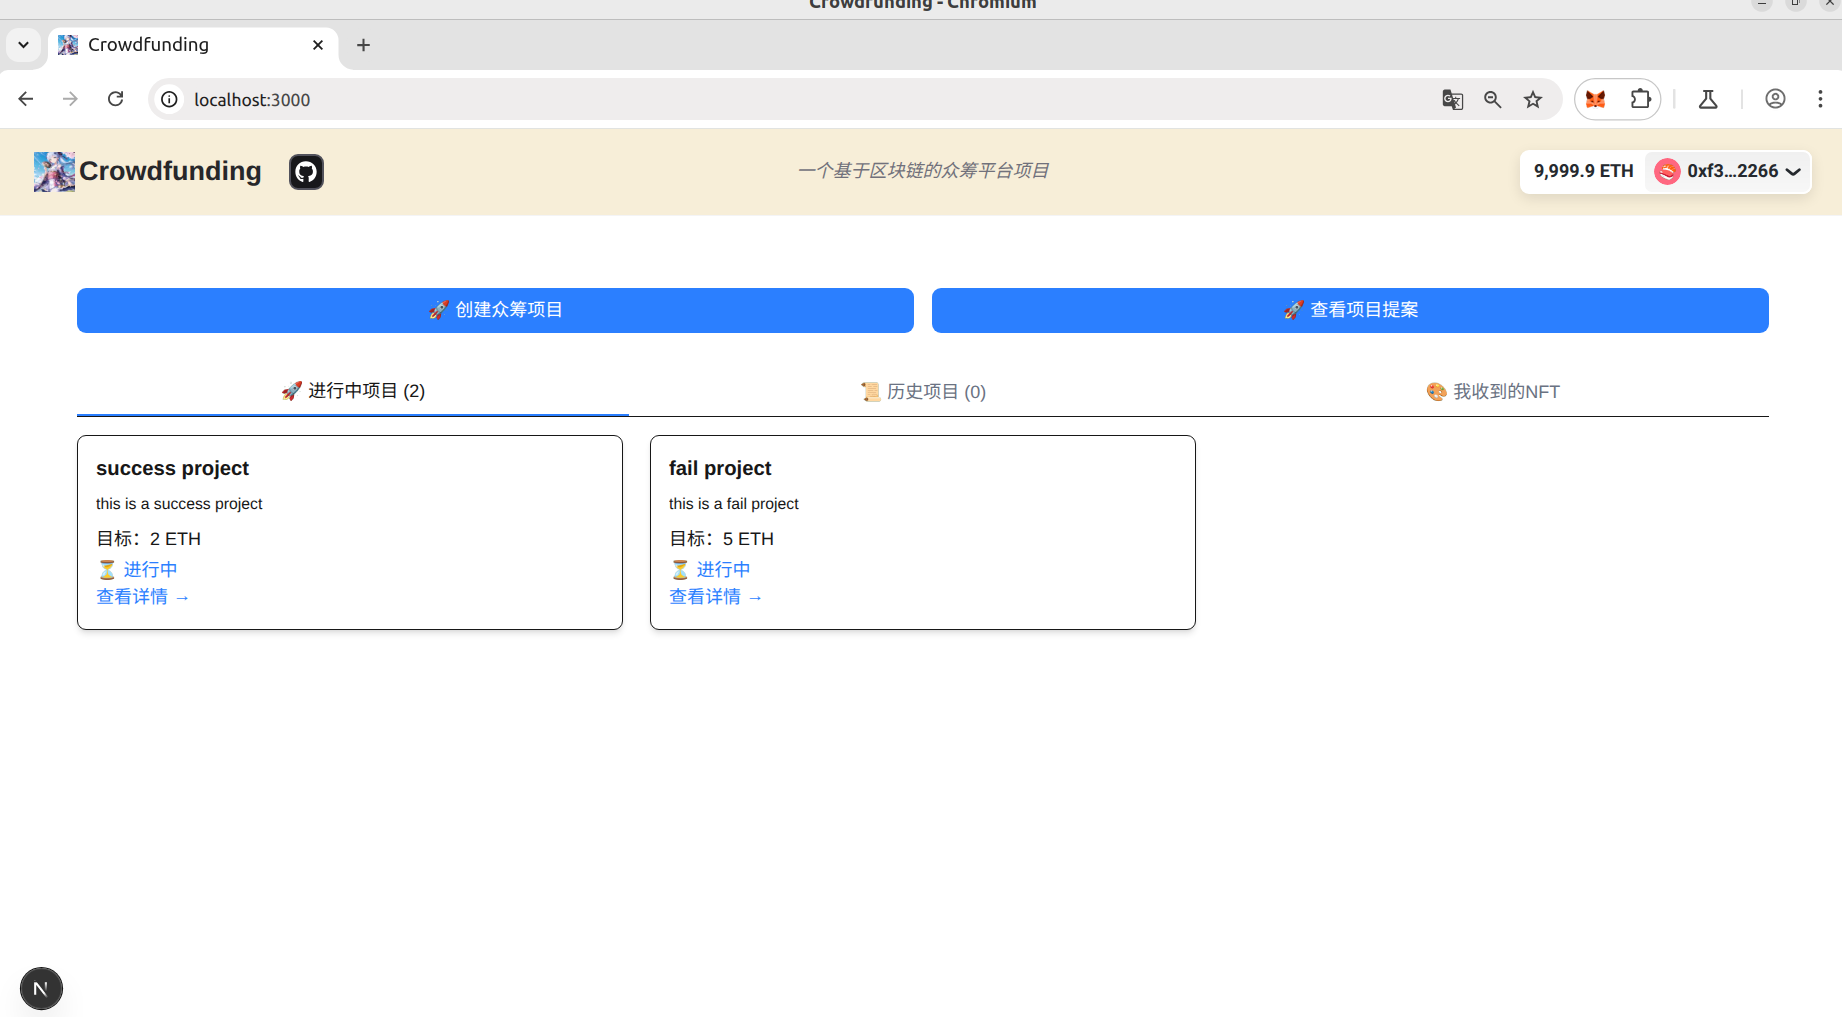 Crowdfunding - Chromium
Crowdfunding
localhost:3000
Crowdfunding
一个基于区块链的众筹平台项目
9,999.9 ETH
0xf3...2266
🚀 创建众筹项目
🚀 查看项目提案
🚀 进行中项目 (2)
📜 历史项目 (0)
🎨 我收到的NFT
success project
this is a success project
目标：2 ETH
⏳ 进行中
查看详情 →
fail project
this is a fail project
目标：5 ETH
⏳ 进行中
查看详情 →
N